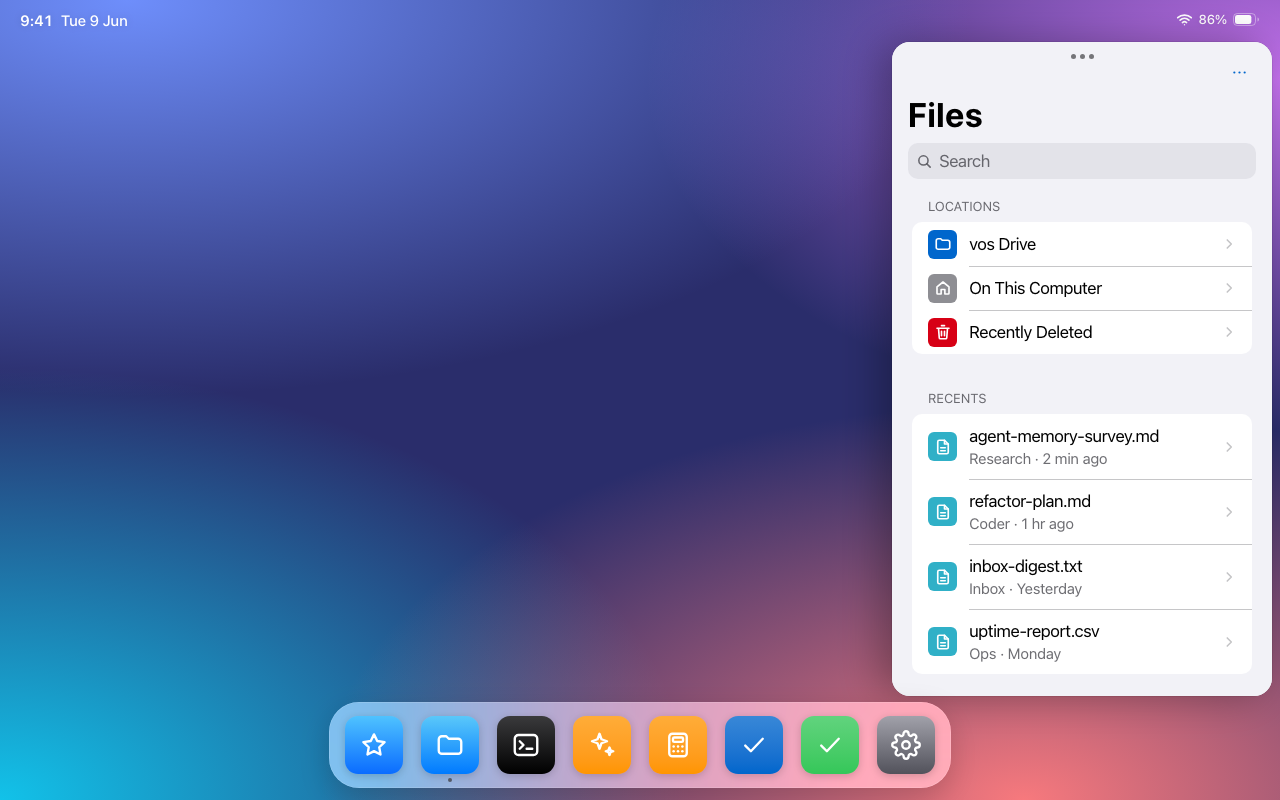 9:41 Tue 9 Jun
86%
Files
Search
LOCATIONS
vos Drive
On This Computer
Recently Deleted
RECENTS
agent-memory-survey.md
Research · 2 min ago
refactor-plan.md
Coder · 1 hr ago
inbox-digest.txt
Inbox · Yesterday
uptime-report.csv
Ops · Monday